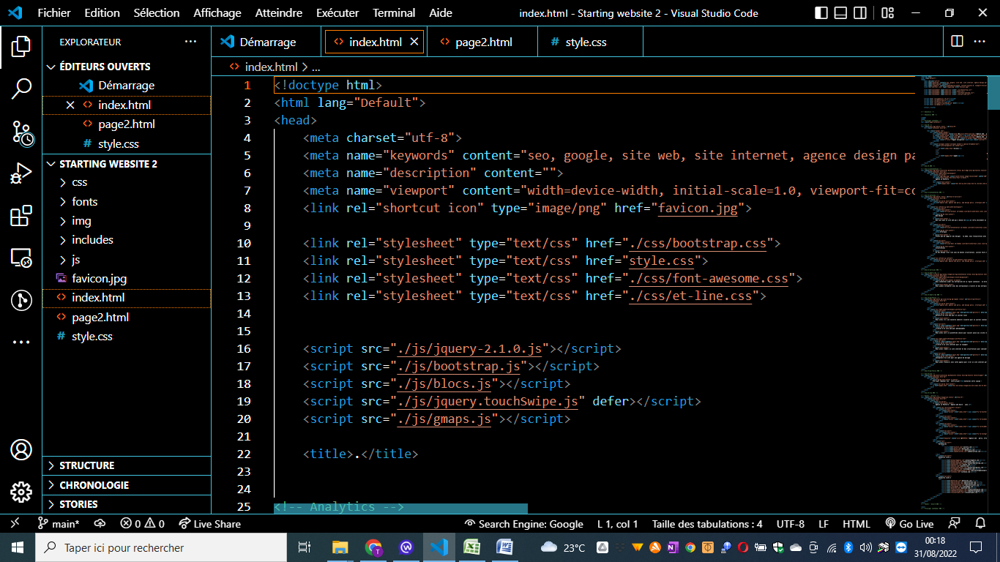 Fichier Edition Sélection Affichage Atteindre Exécuter Terminal Aide index.html - Starting website 2 - Visual Studio Code
EXPLORATEUR
ÉDITEURS OUVERTS
Démarrage
index.html
page2.html
style.css
STARTING WEBSITE 2
css
fonts
img
includes
js
favicon.jpg
index.html
page2.html
style.css
STRUCTURE
CHRONOLOGIE
STORIES
Démarrage index.html page2.html # style.css
index.html > ...
1 <!doctype html>
2 <html lang="Default">
3 <head>
4 <meta charset="utf-8">
5 <meta name="keywords" content="seo, google, site web, site internet, agence design pa
6 <meta name="description" content="">
7 <meta name="viewport" content="width=device-width, initial-scale=1.0, viewport-fit=co
8 <link rel="shortcut icon" type="image/png" href="favicon.jpg">
9
10 <link rel="stylesheet" type="text/css" href="./css/bootstrap.css">
11 <link rel="stylesheet" type="text/css" href="style.css">
12 <link rel="stylesheet" type="text/css" href="./css/font-awesome.css">
13 <link rel="stylesheet" type="text/css" href="./css/et-line.css">
14
15
16 <script src="./js/jquery-2.1.0.js"></script>
17 <script src="./js/bootstrap.js"></script>
18 <script src="./js/blocs.js"></script>
19 <script src="./js/jquery.touchSwipe.js" defer></script>
20 <script src="./js/gmaps.js"></script>
21
22 <title>.</title>
23
24
25 <!-- Analytics -->
main* 0 0 Live Share Search Engine: Google L 1, col 1 Taille des tabulations : 4 UTF-8 LF HTML Go Live
Taper ici pour rechercher 23°C 00:18
31/08/2022